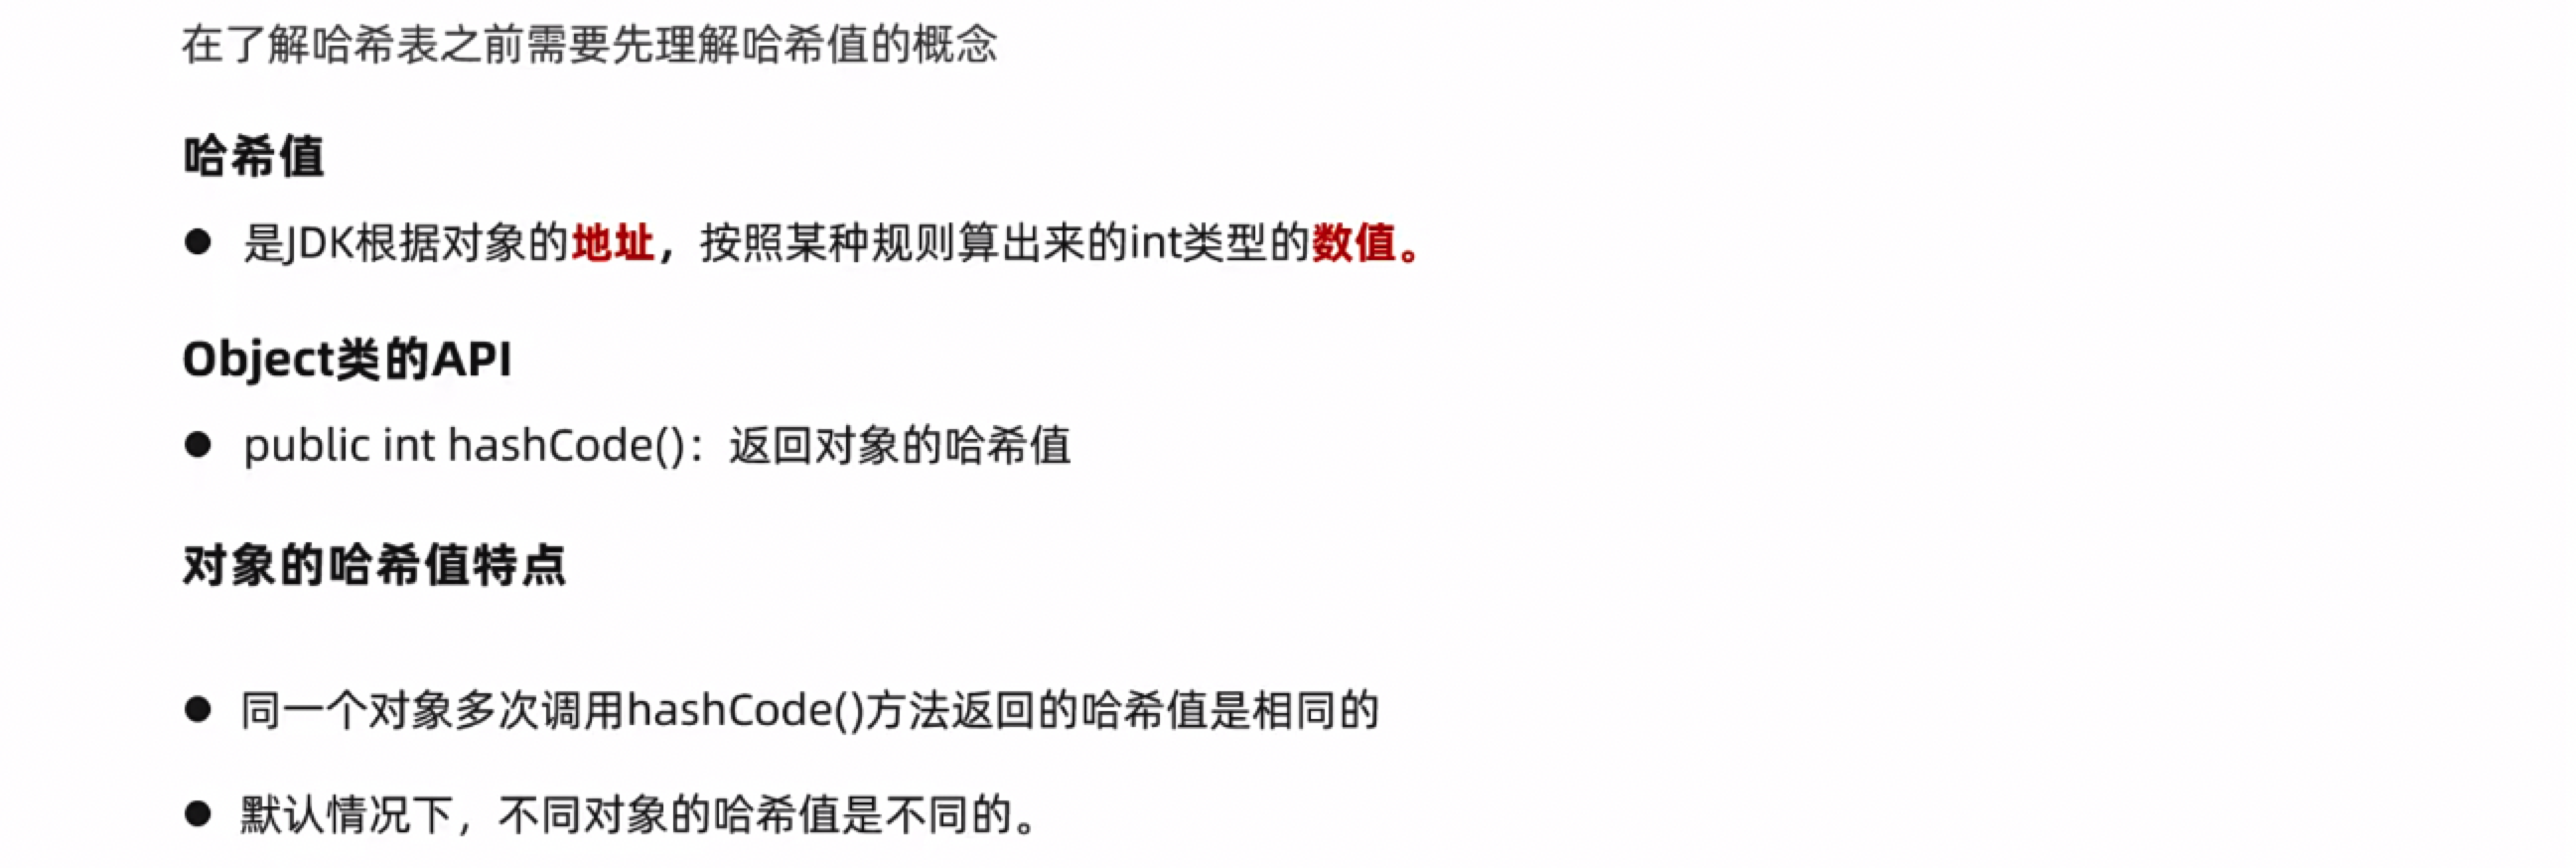 在了解哈希表之前需要先理解哈希值的概念
哈希值
● 是JDK根据对象的地址，按照某种规则算出来的int类型的数值。
Object类的API
● public int hashCode()：返回对象的哈希值
对象的哈希值特点
● 同一个对象多次调用hashCode()方法返回的哈希值是相同的
● 默认情况下，不同对象的哈希值是不同的。